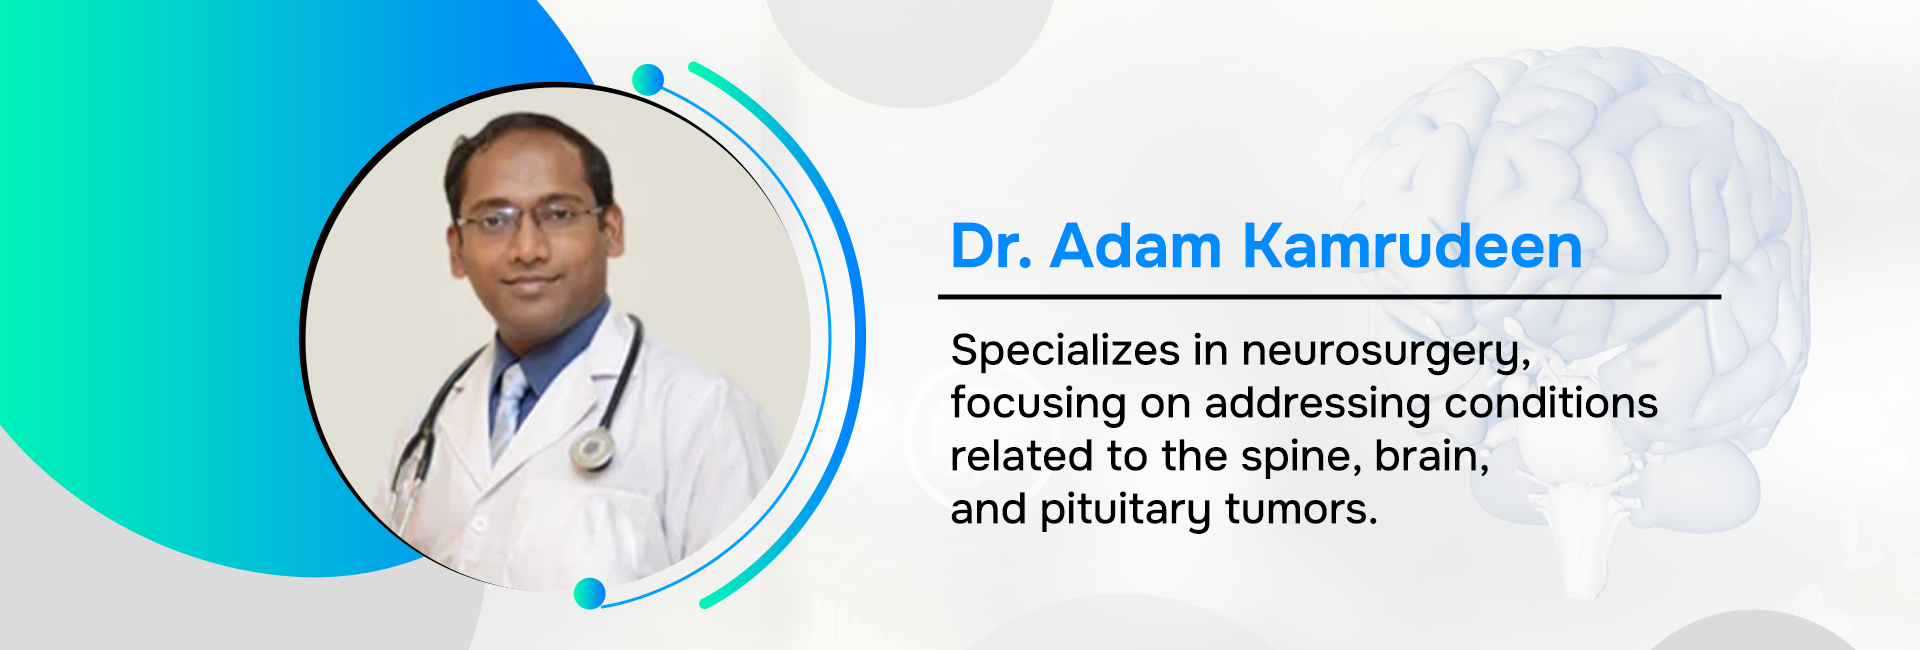 Dr. Adam Kamrudeen
Specializes in neurosurgery,
focusing on addressing conditions
related to the spine, brain,
and pituitary tumors.